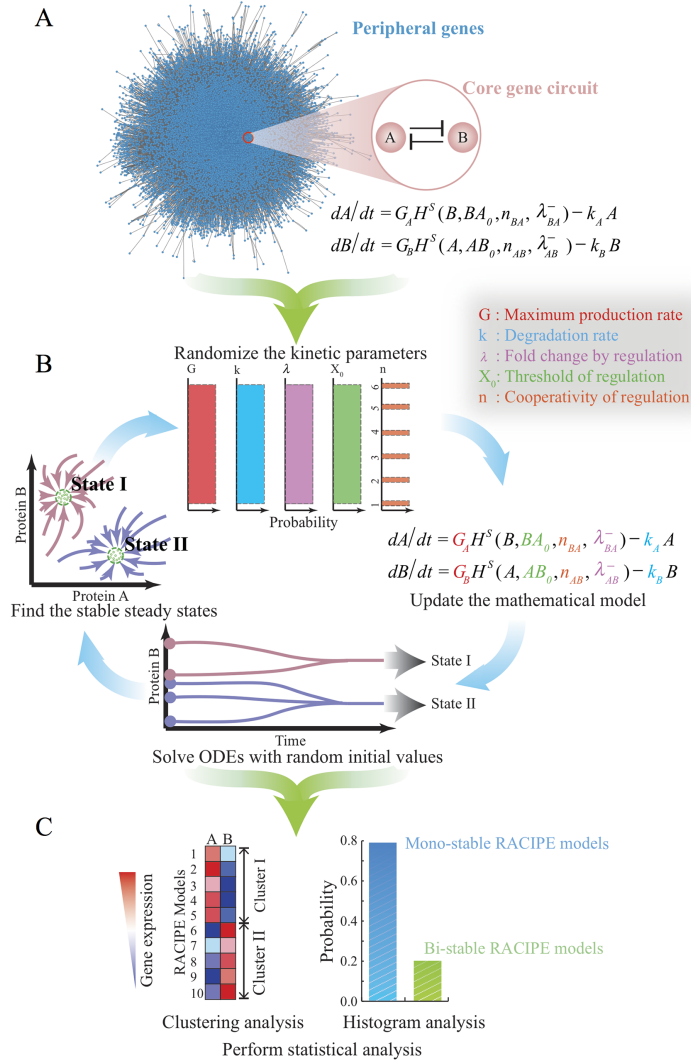 A
Peripheral genes
Core gene circuit
A
B
dA/dt = G_A H^S (B, BA_0, n_BA, λ^-_BA) – k_A A
dB/dt = G_B H^S (A, AB_0, n_AB, λ^-_AB) – k_B B
G : Maximum production rate
k : Degradation rate
λ : Fold change by regulation
X_0 : Threshold of regulation
n : Cooperativity of regulation
B
Randomize the kinetic parameters
G
k
λ
X_0
n
6
5
4
3
2
1
Probability
Protein B
State I
State II
Protein A
Find the stable steady states
dA/dt = G_A H^S (B, BA_0, n_BA, λ^-_BA) – k_A A
dB/dt = G_B H^S (A, AB_0, n_AB, λ^-_AB) – k_B B
Update the mathematical model
Protein B
State I
State II
Time
Solve ODEs with random initial values
C
Gene expression
RACIPE Models
A B
1
2
3
4
5
6
7
8
9
10
Cluster I
Cluster II
Clustering analysis
Probability
0.8
0.6
0.4
0.2
0.0
Mono-stable RACIPE models
Bi-stable RACIPE models
Histogram analysis
Perform statistical analysis